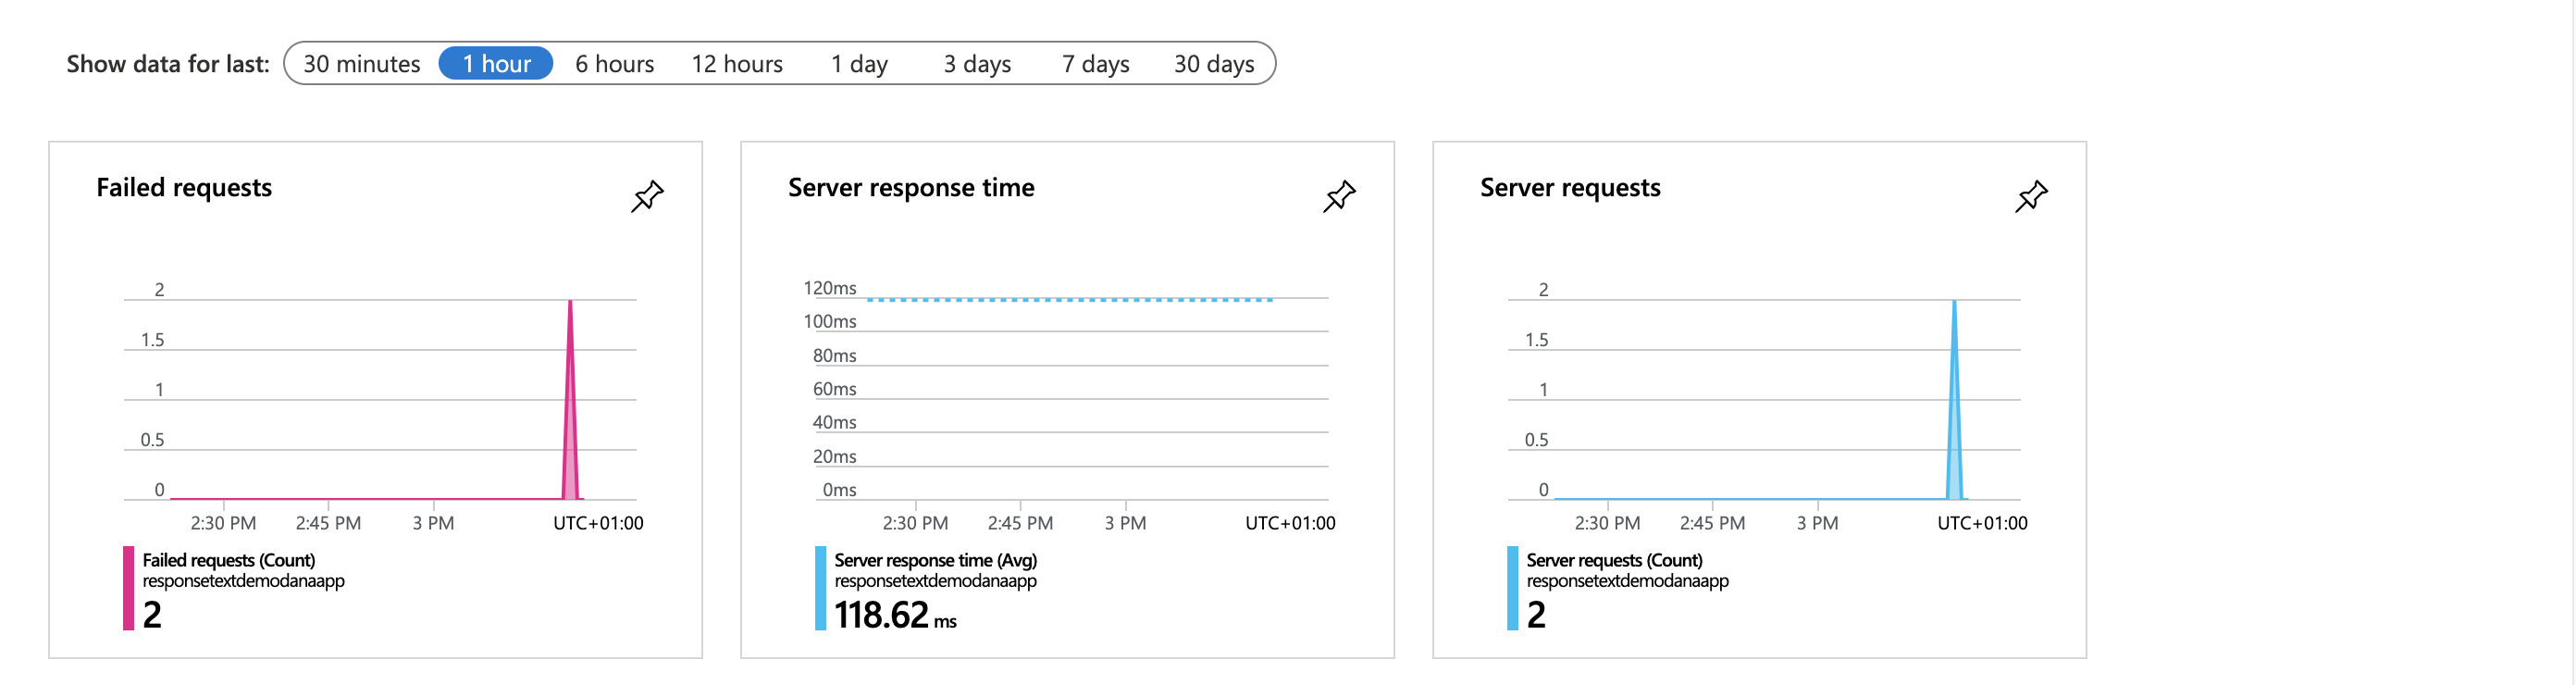 Show data for last: 30 minutes 1 hour 6 hours 12 hours 1 day 3 days 7 days 30 days
Failed requests
2
1.5
1
0.5
0
2:30 PM 2:45 PM 3 PM UTC+01:00
Failed requests (Count)
responsetextdemodanaapp
2
Server response time
120ms
100ms
80ms
60ms
40ms
20ms
0ms
2:30 PM 2:45 PM 3 PM UTC+01:00
Server response time (Avg)
responsetextdemodanaapp
118.62 ms
Server requests
2
1.5
1
0.5
0
2:30 PM 2:45 PM 3 PM UTC+01:00
Server requests (Count)
responsetextdemodanaapp
2